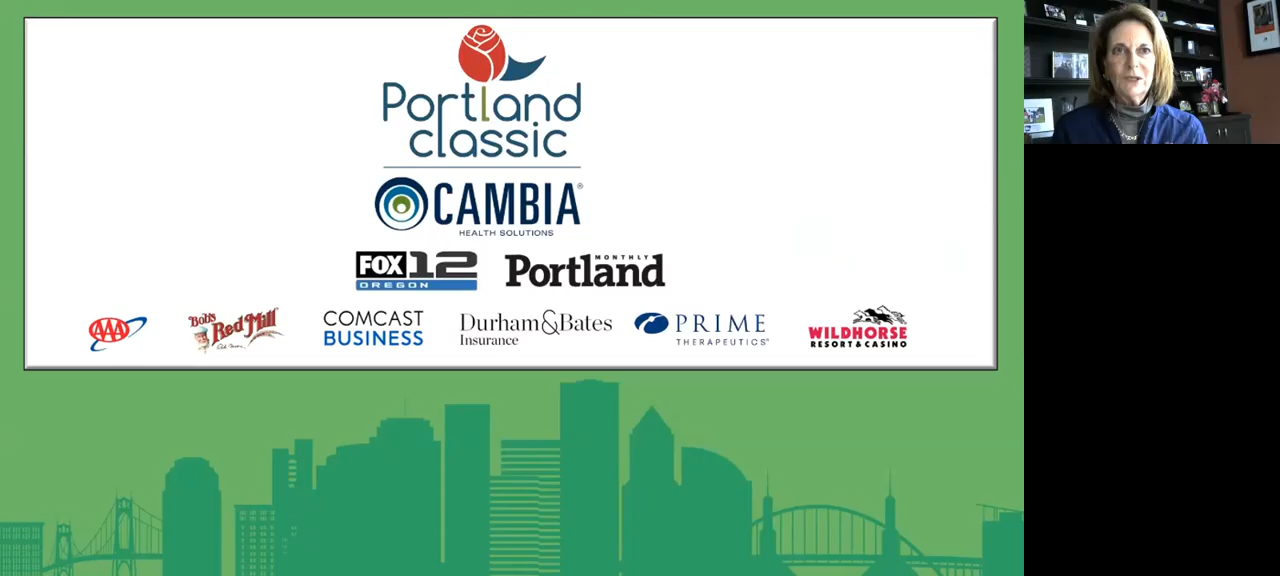 Portland
classic
CAMBIA®
HEALTH SOLUTIONS
FOX 12
OREGON
Portland MONTHLY
AAA
Bob's
Red Mill
COMCAST
BUSINESS
Durham & Bates
Insurance
PRIME
THERAPEUTICS®
WILDHORSE
RESORT & CASINO